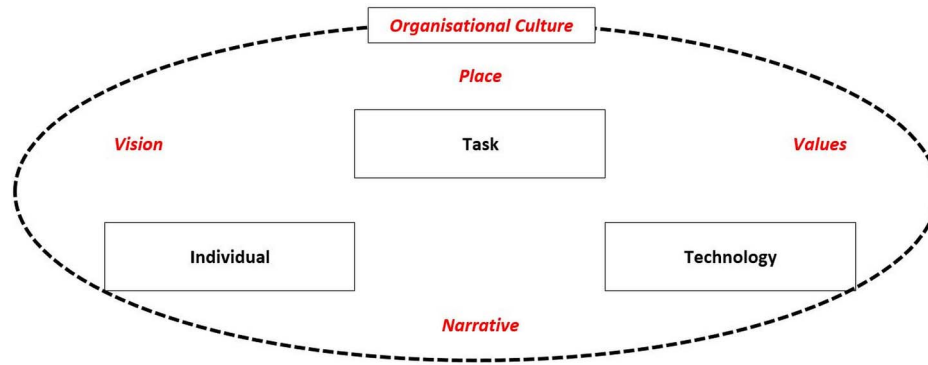 Organisational Culture
Place
Vision
Task
Values
Individual
Technology
Narrative